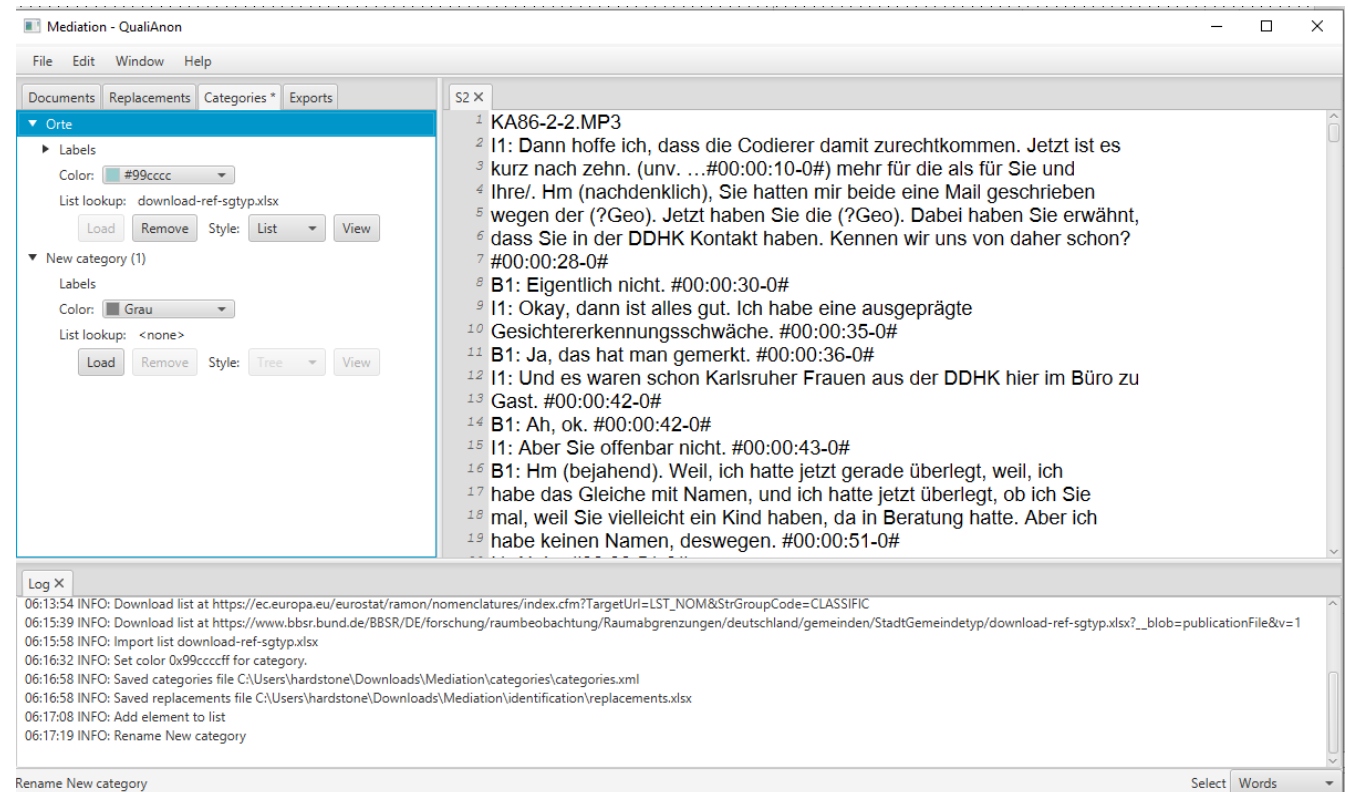 Mediation - QualiAnon
File Edit Window Help
Documents Replacements Categories * Exports
Orte
Labels
Color: #99cccc
List lookup: download-ref-sgtyp.xlsx
Load Remove Style: List View
New category (1)
Labels
Color: Grau
List lookup: <none>
Load Remove Style: Tree View
S2
1 KA86-2-2.MP3
2 I1: Dann hoffe ich, dass die Codierer damit zurechtkommen. Jetzt ist es
3 kurz nach zehn. (unv. …#00:00:10-0#) mehr für die als für Sie und
4 Ihre/. Hm (nachdenklich), Sie hatten mir beide eine Mail geschrieben
5 wegen der (?Geo). Jetzt haben Sie die (?Geo). Dabei haben Sie erwähnt,
6 dass Sie in der DDHK Kontakt haben. Kennen wir uns von daher schon?
7 #00:00:28-0#
8 B1: Eigentlich nicht. #00:00:30-0#
9 I1: Okay, dann ist alles gut. Ich habe eine ausgeprägte
10 Gesichtererkennungsschwäche. #00:00:35-0#
11 B1: Ja, das hat man gemerkt. #00:00:36-0#
12 I1: Und es waren schon Karlsruher Frauen aus der DDHK hier im Büro zu
13 Gast. #00:00:42-0#
14 B1: Ah, ok. #00:00:42-0#
15 I1: Aber Sie offenbar nicht. #00:00:43-0#
16 B1: Hm (bejahend). Weil, ich hatte jetzt gerade überlegt, weil, ich
17 habe das Gleiche mit Namen, und ich hatte jetzt überlegt, ob ich Sie
18 mal, weil Sie vielleicht ein Kind haben, da in Beratung hatte. Aber ich
19 habe keinen Namen, deswegen. #00:00:51-0#
Log
06:13:54 INFO: Download list at https://ec.europa.eu/eurostat/ramon/nomenclatures/index.cfm?TargetUrl=LST_NOM&StrGroupCode=CLASSIFIC
06:15:39 INFO: Download list at https://www.bbsr.bund.de/BBSR/DE/forschung/raumbeobachtung/Raumabgrenzungen/deutschland/gemeinden/StadtGemeindetyp/download-ref-sgtyp.xlsx?__blob=publicationFile&v=1
06:15:58 INFO: Import list download-ref-sgtyp.xlsx
06:16:32 INFO: Set color 0x99ccccff for category.
06:16:58 INFO: Saved categories file C:\Users\hardstone\Downloads\Mediation\categories\categories.xml
06:16:58 INFO: Saved replacements file C:\Users\hardstone\Downloads\Mediation\identification\replacements.xlsx
06:17:08 INFO: Add element to list
06:17:19 INFO: Rename New category
Rename New category
Select Words